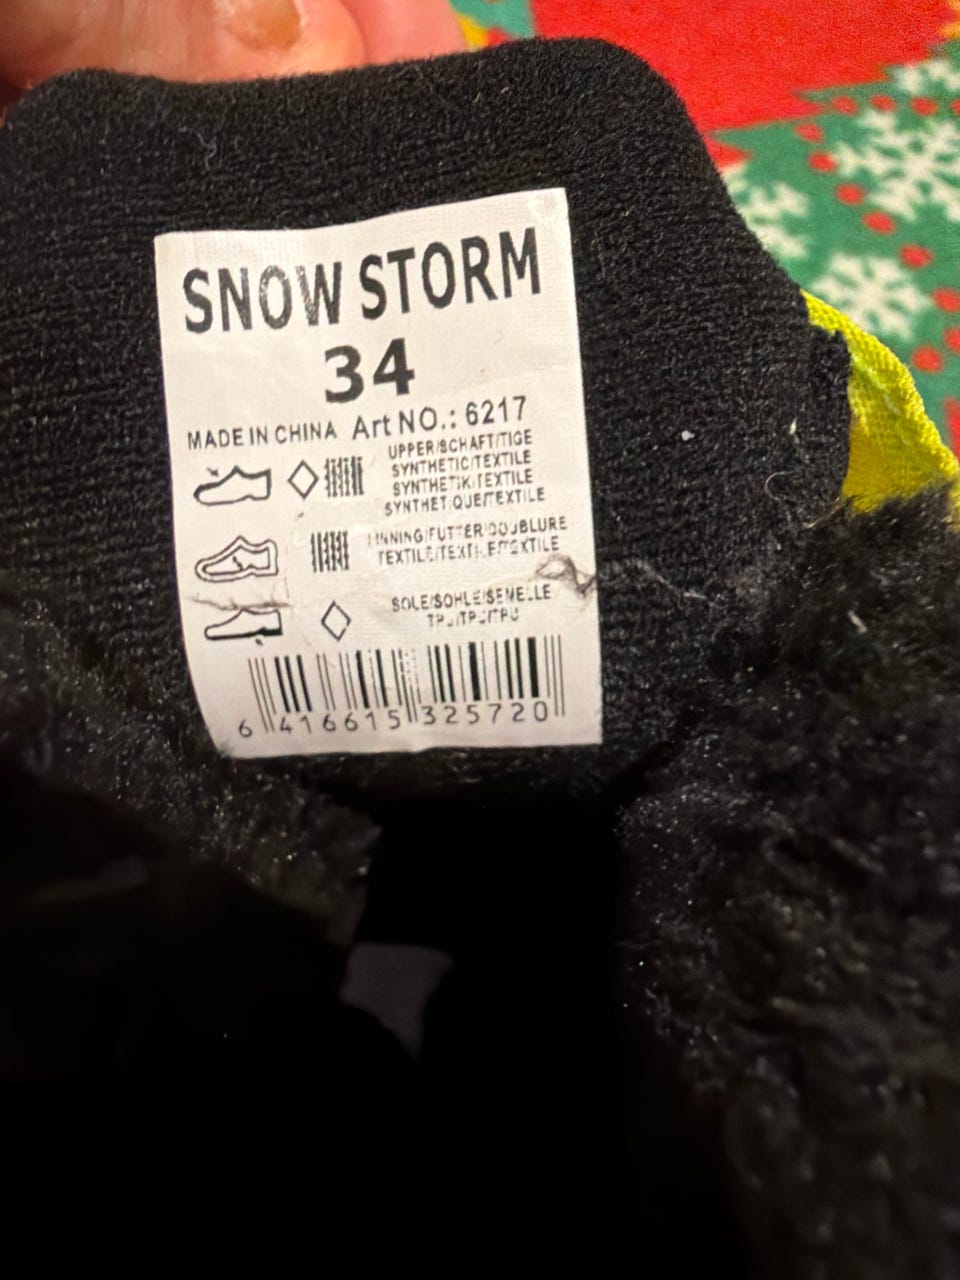 SNOW STORM
34
MADE IN CHINA Art NO.: 6217
UPPER/SCHAFT/TIGE
SYNTHETIC/TEXTILE
SYNTHETIK/TEXTILE
SYNTHETIQUE/TEXTILE
LINNING/FUTTER/DOUBLURE
TEXTILE/TEXTILE/TEXTILE
SOLE/SOHLE/SEMELLE
TPU/TPU/TPU
6 416615 325720